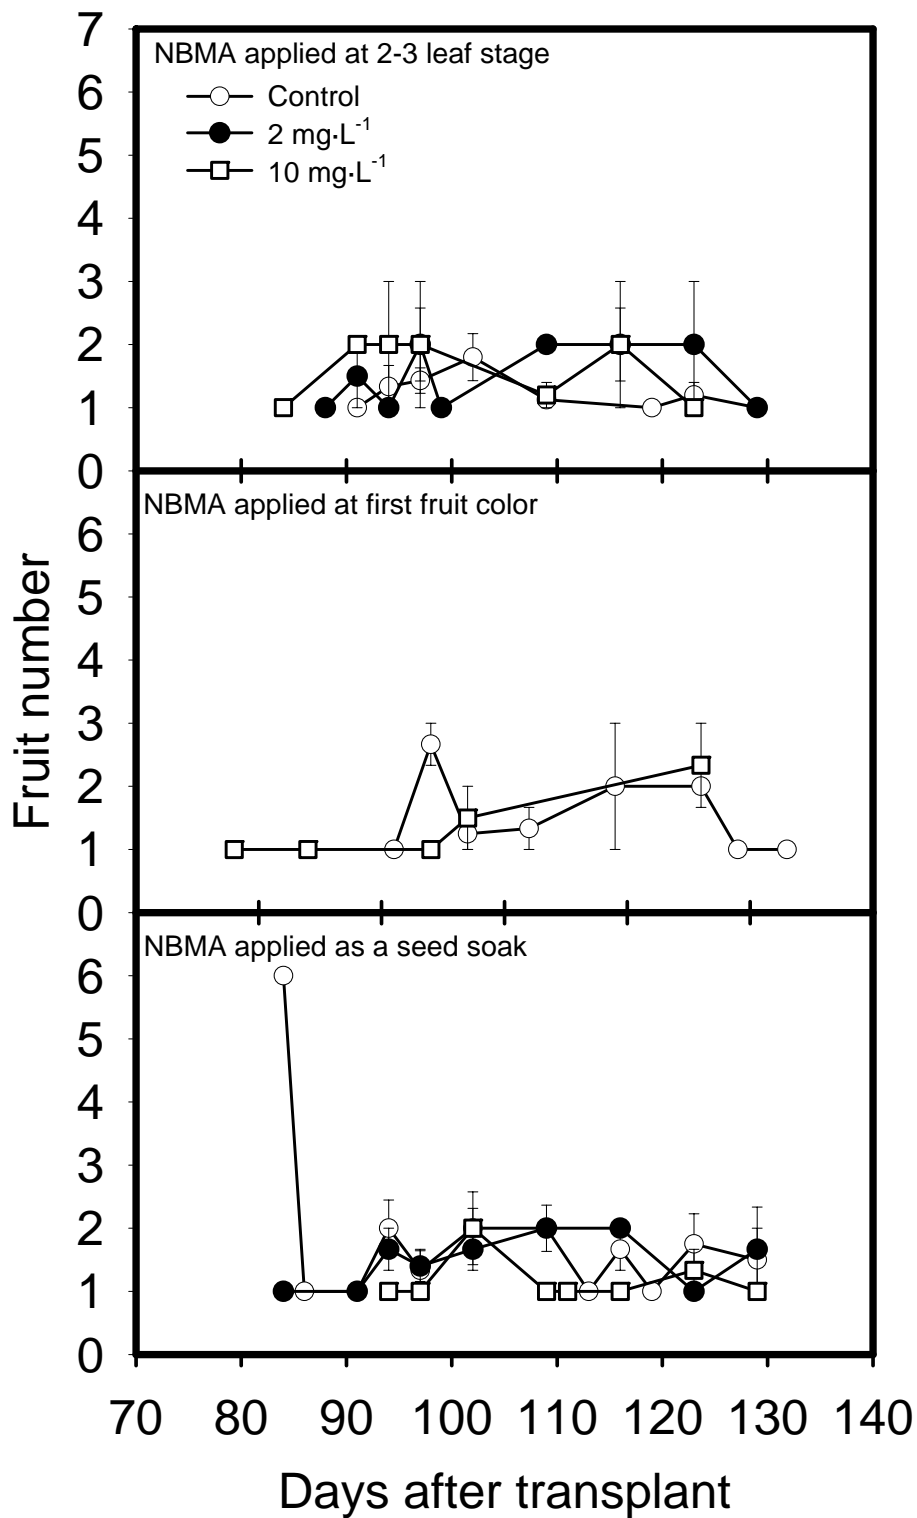 7
NBMA applied at 2-3 leaf stage
6
Control
5
2 mg·L-1
10 mg·L-1
4
3
2
1
0
NBMA applied at first fruit color
6
5
4
3
2
1
0
Fruit number
NBMA applied as a seed soak
6
5
4
3
2
1
0
70 80 90 100 110 120 130 140
Days after transplant